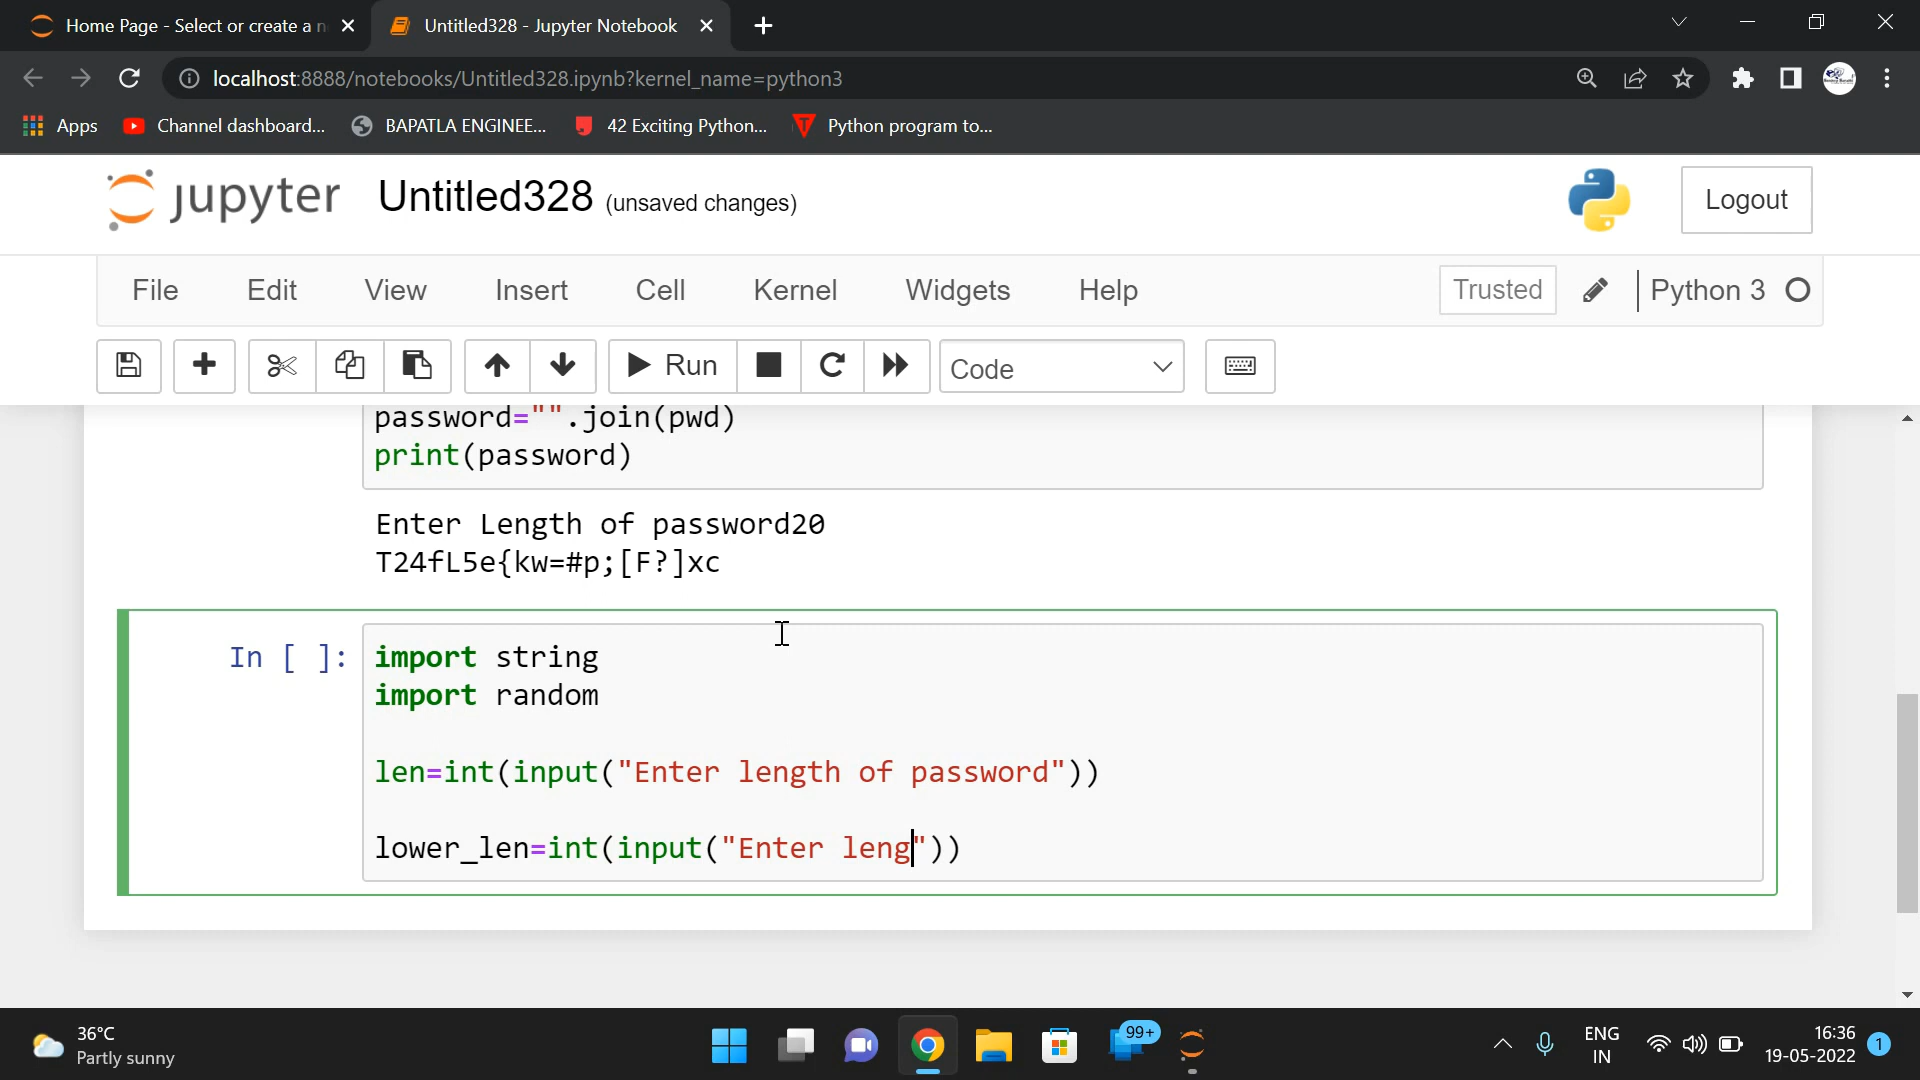 Home Page - Select or create a n
Untitled328 - Jupyter Notebook
localhost:8888/notebooks/Untitled328.ipynb?kernel_name=python3
Apps
Channel dashboard...
BAPATLA ENGINEE...
42 Exciting Python...
Python program to...
jupyter Untitled328 (unsaved changes)
Logout
File Edit View Insert Cell Kernel Widgets Help
Trusted
Python 3
Run
Code
password="".join(pwd)
print(password)
Enter Length of password20
T24fL5e{kw=#p;[F?]xc
In [ ]:
import string
import random
len=int(input("Enter length of password"))
lower_len=int(input("Enter leng"))
36°C
Partly sunny
99+
ENG
IN
16:36
19-05-2022
1